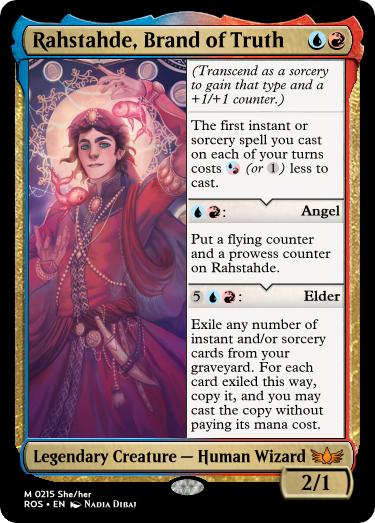 Rahstahde, Brand of Truth
(Transcend as a sorcery
to gain that type and a
+1/+1 counter.)
The first instant or
sorcery spell you cast
on each of your turns
costs (or 1) less to
cast.
: Angel
Put a flying counter
and a prowess counter
on Rahstahde.
5 : Elder
Exile any number of
instant and/or sorcery
cards from your
graveyard. For each
card exiled this way,
copy it, and you may
cast the copy without
paying its mana cost.
Legendary Creature — Human Wizard
2/1
M 0215 She/her
ROS • EN Nadia Dibaj